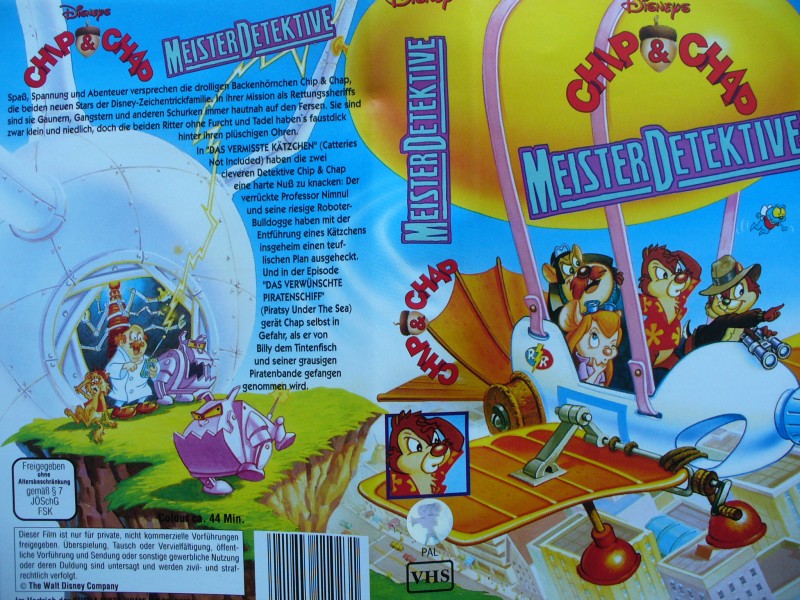 Disneys
CHIP & CHAP
MEISTERDETEKTIVE
Spaß, Spannung und Abenteuer versprechen die drolligen Backenhörnchen Chip & Chap,
die beiden neuen Stars der Disney-Zeichentrickfamilie. In ihrer Mission als Rettungssheriffs
sind sie Gaunern, Gangstern und anderen Schurken immer hautnah auf den Fersen. Sie sind
zwar klein und niedlich, doch die beiden Ritter ohne Furcht und Tadel haben's faustdick
hinter ihren plüschigen Ohren.
In "DAS VERMISSTE KÄTZCHEN" (Catteries
Not Included) haben die zwei
cleveren Detektive Chip & Chap
eine harte Nuß zu knacken: Der
verrückte Professor Nimnul
und seine riesige Roboter-
Bulldogge haben mit der
Entführung eines Kätzchens
insgeheim einen teuf-
lischen Plan ausgeheckt.
Und in der Episode
"DAS VERWÜNSCHTE
PIRATENSCHIFF"
(Piratsy Under The Sea)
gerät Chap selbst in
Gefahr, als er von
Billy dem Tintenfisch
und seiner grausigen
Piratenbande gefangen
genommen wird.
Freigegeben
ohne
Altersbeschränkung
gemäß § 7
JÖSchG
FSK
Colour ca. 44 Min.
Dieser Film ist nur für private, nicht kommerzielle Vorführungen
freigegeben. Überspielung, Tausch oder Vervielfältigung, öffent-
liche Vorführung und Sendung oder sonstige gewerbliche Nutzung
oder deren Duldung sind untersagt und werden zivil- und straf-
rechtlich verfolgt.
© The Walt Disney Company
Im Vertrieb der
Disney
MEISTERDETEKTIVE
CHIP & CHAP
PAL
VHS
Disneys
CHIP & CHAP
MEISTERDETEKTIVE
RR